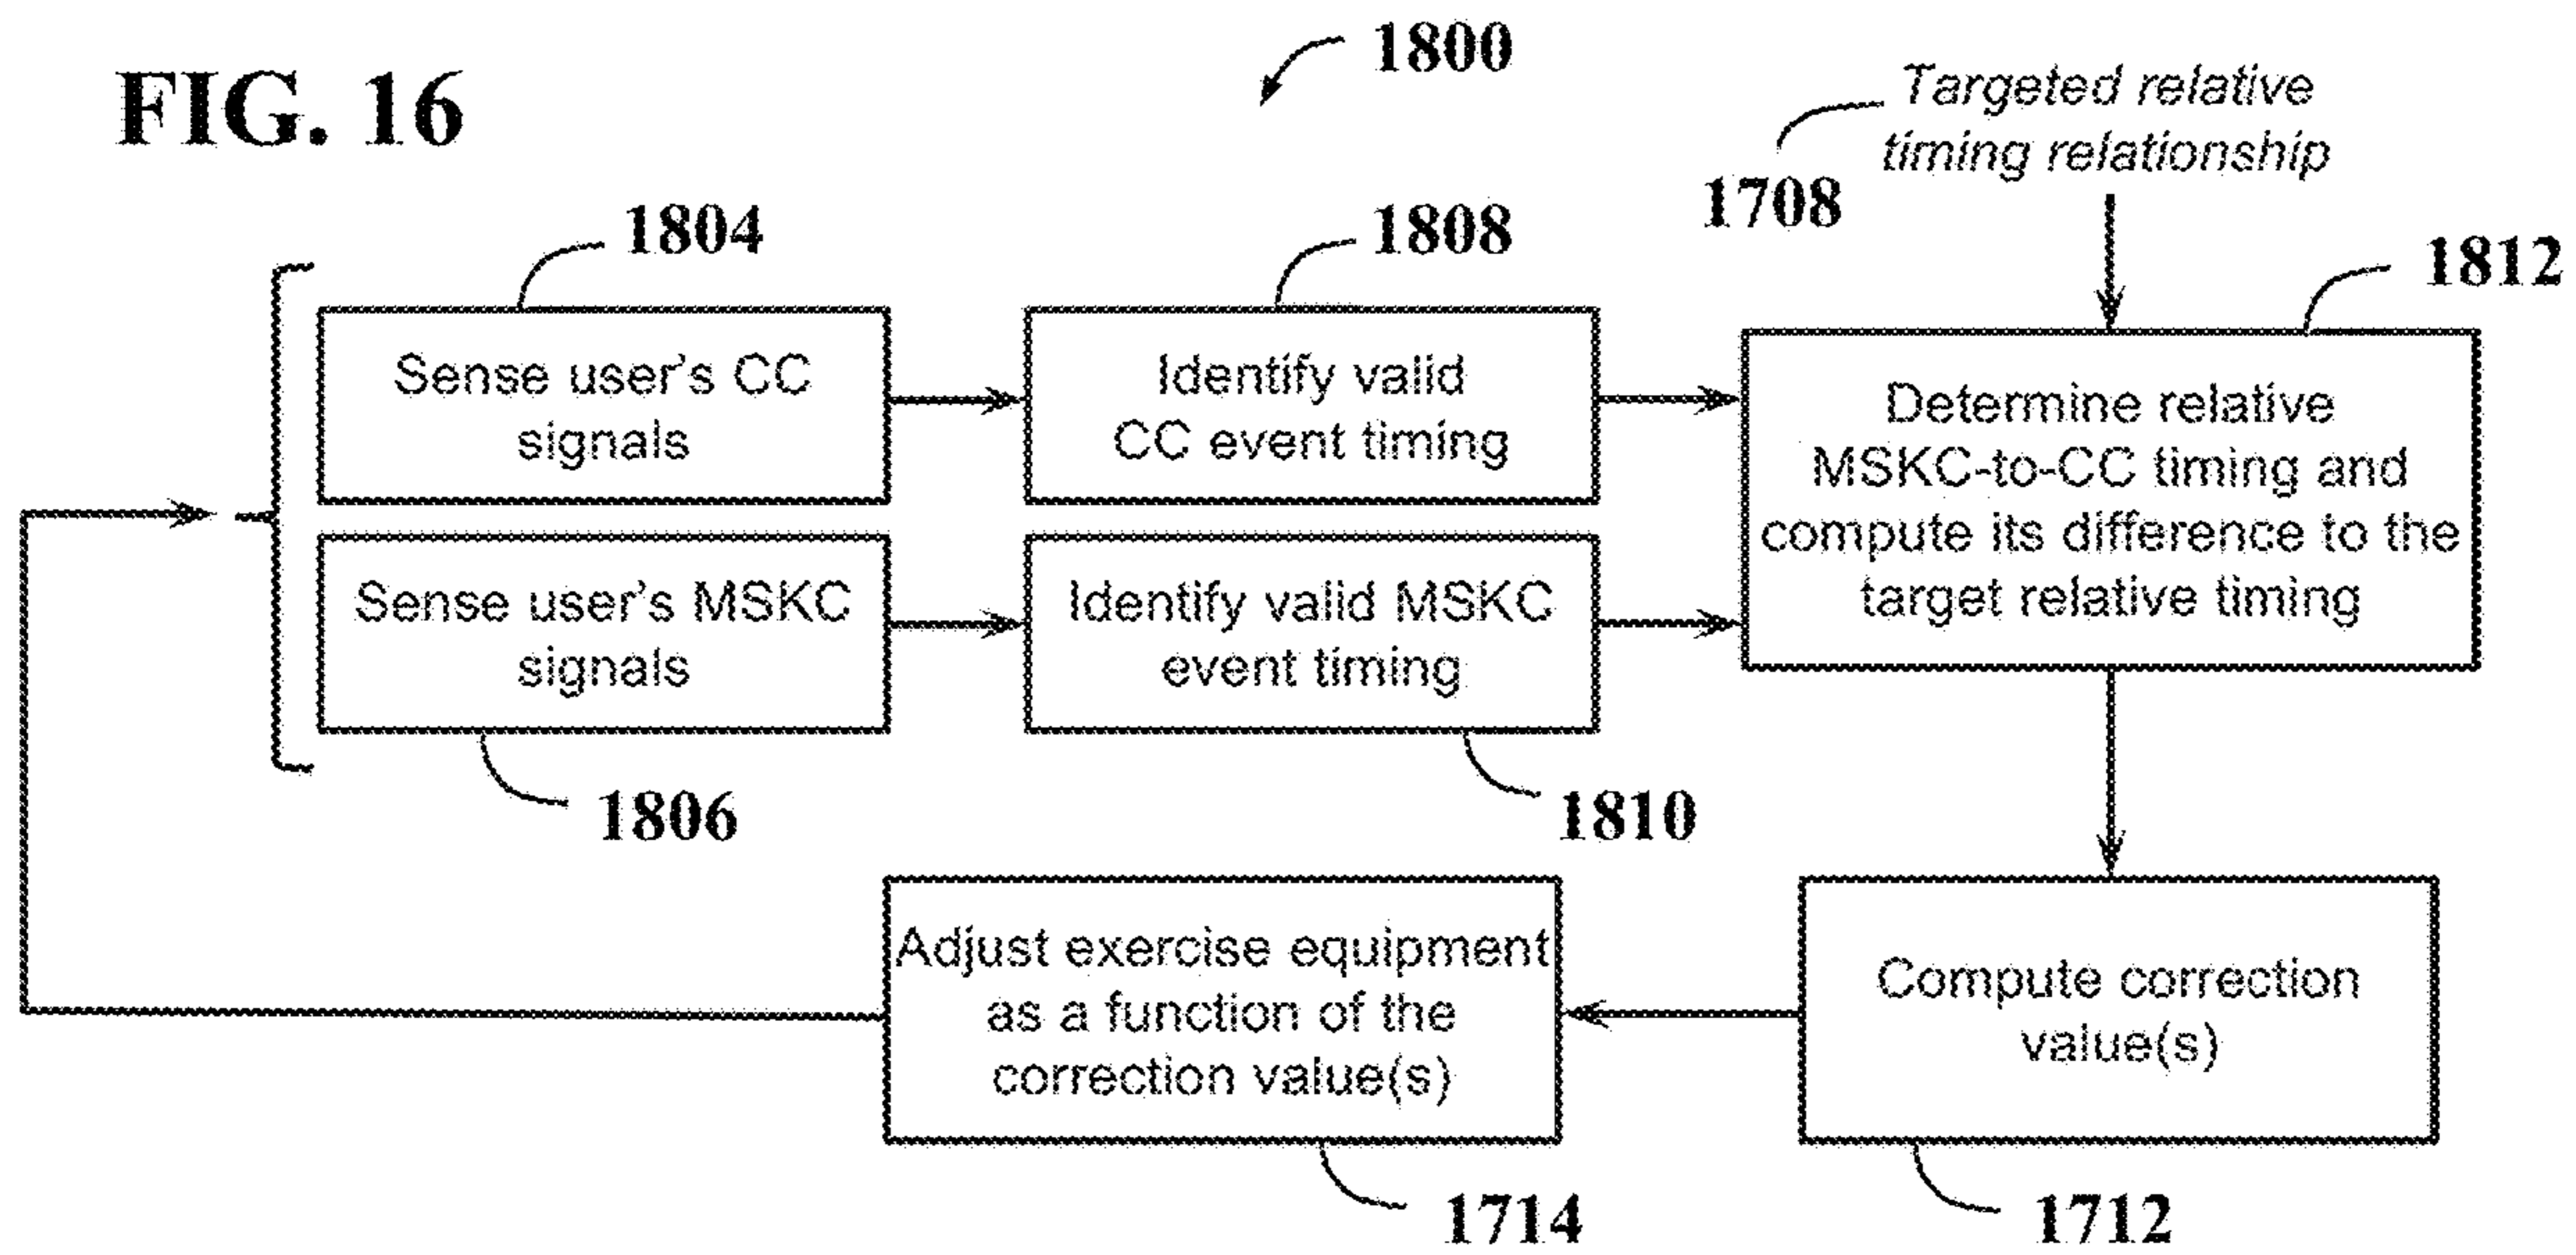 FIG. 16
1800
Targeted relative
timing relationship
1708
1804
1808
1812
Sense user's CC
signals
Identify valid
CC event timing
Determine relative
MSKC-to-CC timing and
compute its difference to the
target relative timing
Sense user's MSKC
signals
Identify valid MSKC
event timing
1806
1810
Adjust exercise equipment
as a function of the
correction value(s)
Compute correction
value(s)
1714
1712